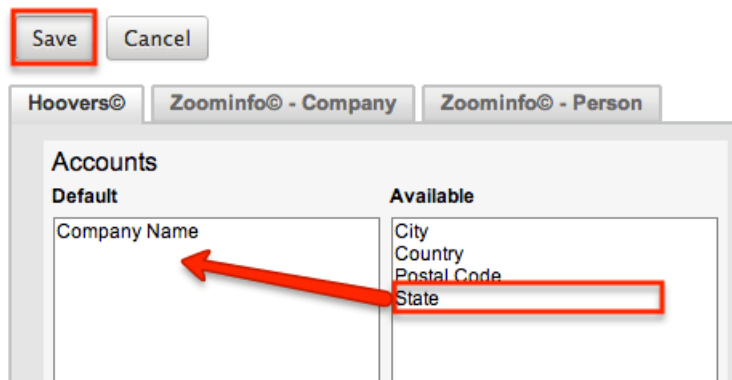 Save Cancel
Hoovers© Zoominfo© - Company Zoominfo© - Person
Accounts
Default Available
Company Name
City
Country
Postal Code
State